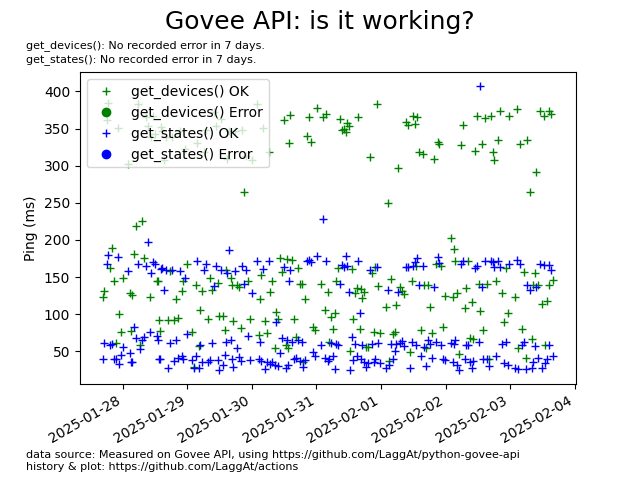 Govee API: is it working?
get_devices(): No recorded error in 7 days.
get_states(): No recorded error in 7 days.
get_devices() OK
get_devices() Error
get_states() OK
get_states() Error
Ping (ms)
400
350
300
250
200
150
100
50
2025-01-28
2025-01-29
2025-01-30
2025-01-31
2025-02-01
2025-02-02
2025-02-03
2025-02-04
data source: Measured on Govee API, using https://github.com/LaggAt/python-govee-api
history & plot: https://github.com/LaggAt/actions